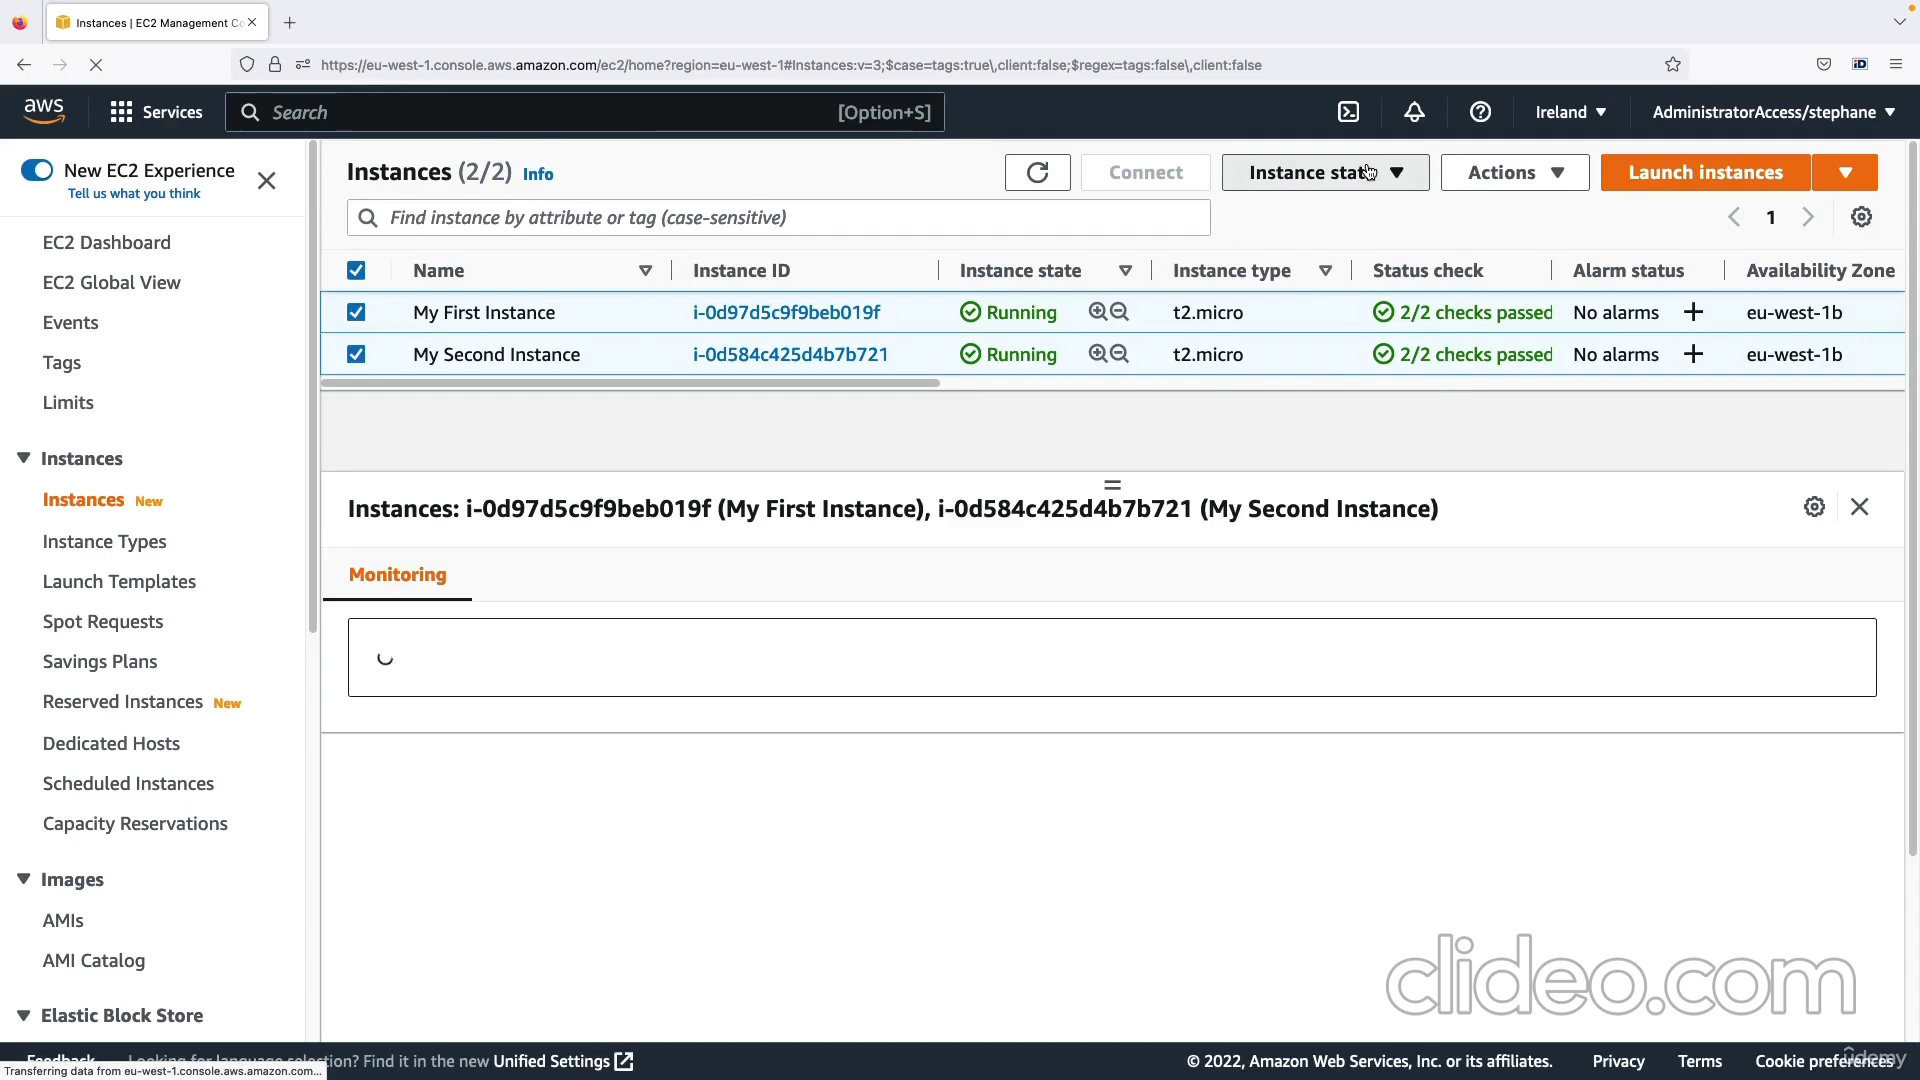 Instances | EC2 Management Co
https://eu-west-1.console.aws.amazon.com/ec2/home?region=eu-west-1#Instances:v=3;$case=tags:true\,client:false;$regex=tags:false\,client:false
aws
Services
Search
[Option+S]
Ireland
AdministratorAccess/stephane
New EC2 Experience
Tell us what you think
EC2 Dashboard
EC2 Global View
Events
Tags
Limits
Instances
Instances New
Instance Types
Launch Templates
Spot Requests
Savings Plans
Reserved Instances New
Dedicated Hosts
Scheduled Instances
Capacity Reservations
Images
AMIs
AMI Catalog
Elastic Block Store
Instances (2/2) Info
Connect
Instance state
Actions
Launch instances
Find instance by attribute or tag (case-sensitive)
1
Name Instance ID Instance state Instance type Status check Alarm status Availability Zone
My First Instance i-0d97d5c9f9beb019f Running t2.micro 2/2 checks passed No alarms eu-west-1b
My Second Instance i-0d584c425d4b7b721 Running t2.micro 2/2 checks passed No alarms eu-west-1b
Instances: i-0d97d5c9f9beb019f (My First Instance), i-0d584c425d4b7b721 (My Second Instance)
Monitoring
clideo.com
Feedback Looking for language selection? Find it in the new Unified Settings
© 2022, Amazon Web Services, Inc. or its affiliates. Privacy Terms Cookie preferences
Transferring data from eu-west-1.console.aws.amazon.com...
ûdemy